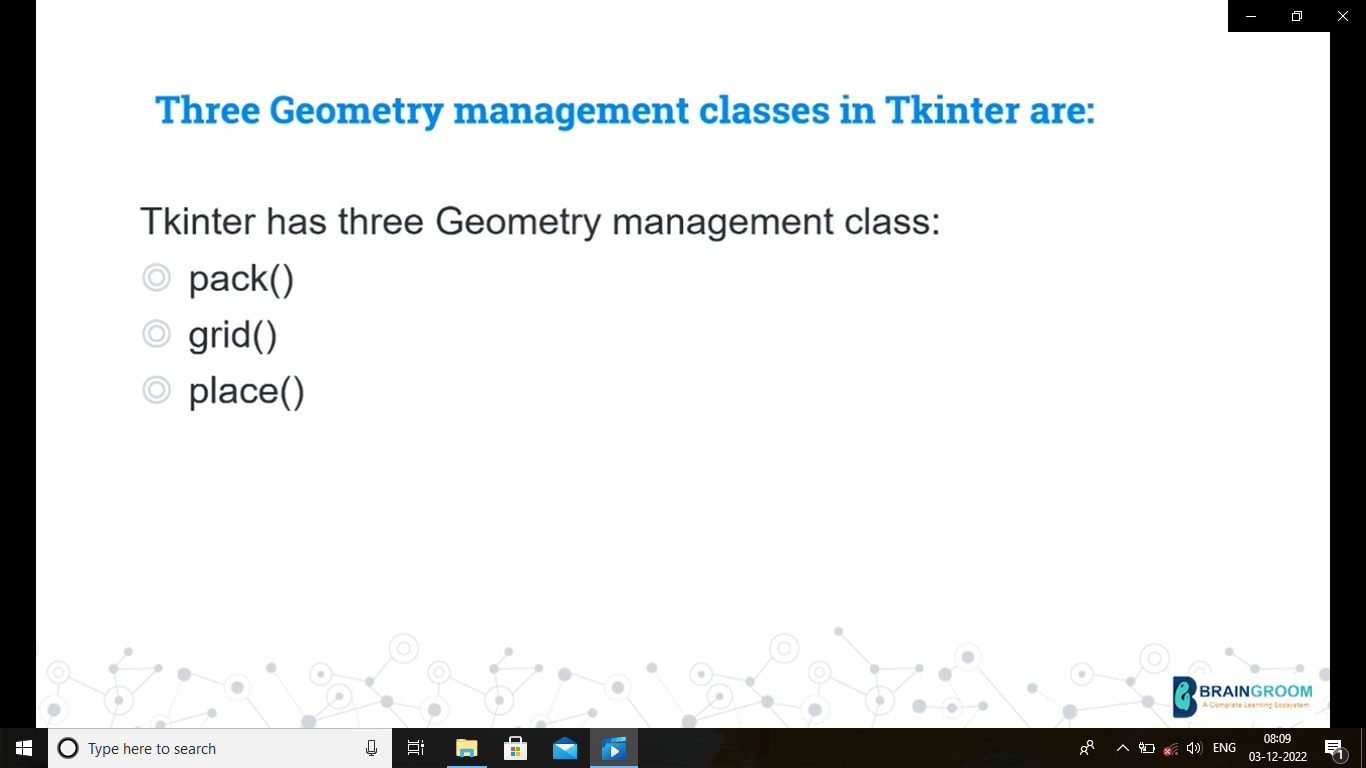 Three Geometry management classes in Tkinter are:
Tkinter has three Geometry management class:
pack()
grid()
place()
BRAINGROOM
A Complete Learning Ecosystem
Type here to search
ENG
08:09
03-12-2022
1